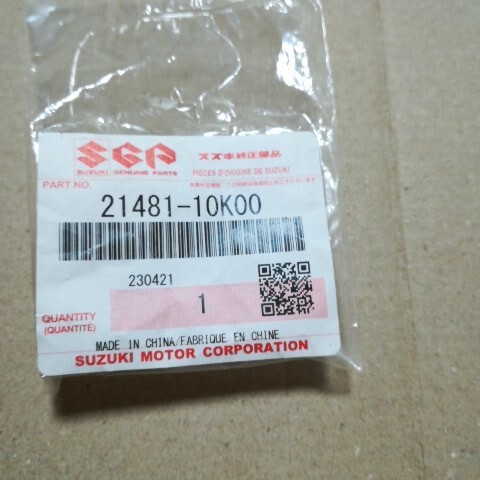 SGP
SUZUKI GENUINE PARTS
スズキ純正部品
PIÈCES D'ORIGINE DE SUZUKI
PART NO.
21481-10K00
230421
QUANTITY
(QUANTITÉ)
1
MADE IN CHINA/FABRIQUE EN CHINE
SUZUKI MOTOR CORPORATION